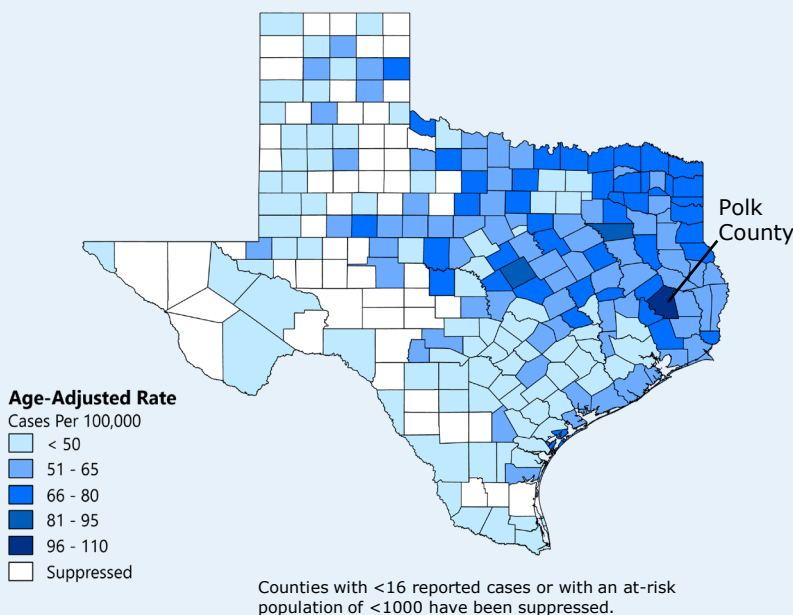 Polk
County
Age-Adjusted Rate
Cases Per 100,000
< 50
51 - 65
66 - 80
81 - 95
96 - 110
Suppressed
Counties with <16 reported cases or with an at-risk
population of <1000 have been suppressed.